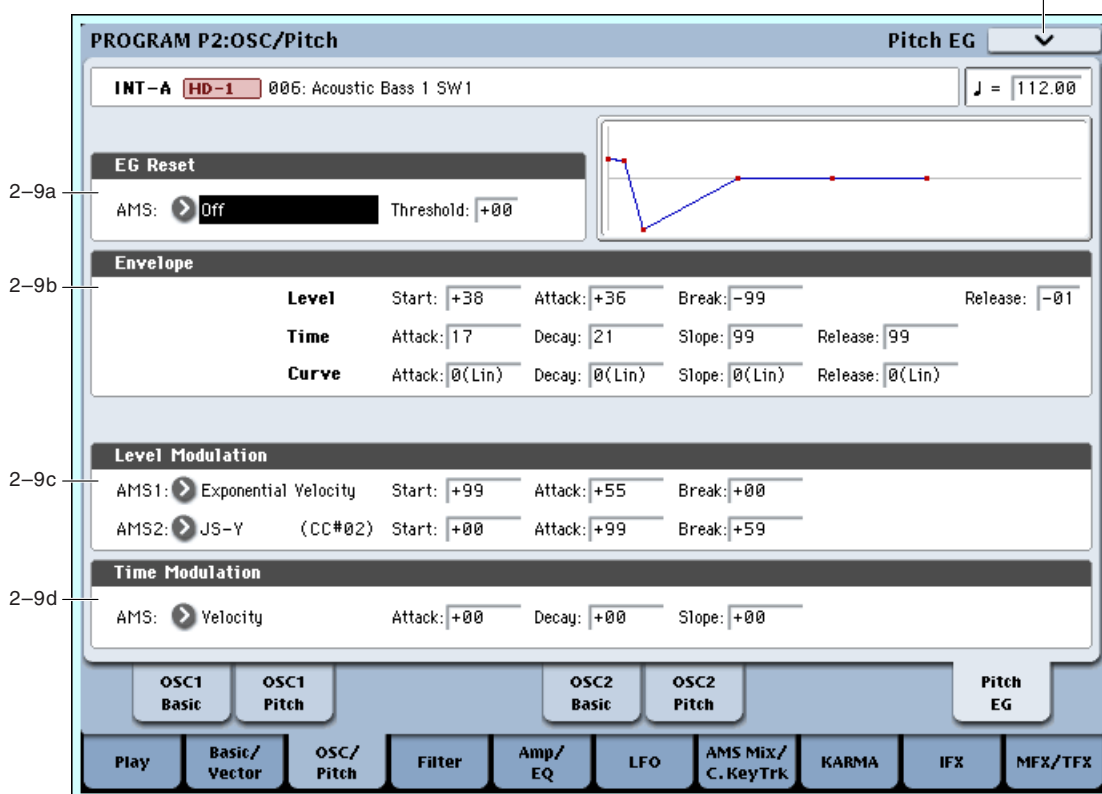 PROGRAM P2:OSC/Pitch Pitch EG
INT-A HD-1 006: Acoustic Bass 1 SW1 ♩ = 112.00
EG Reset
2–9a
AMS: Off Threshold: +00
Envelope
2–9b
Level Start: +38 Attack: +36 Break: -99 Release: -01
Time Attack: 17 Decay: 21 Slope: 99 Release: 99
Curve Attack: 0(Lin) Decay: 0(Lin) Slope: 0(Lin) Release: 0(Lin)
Level Modulation
2–9c
AMS1: Exponential Velocity Start: +99 Attack: +55 Break: +00
AMS2: JS-Y (CC#02) Start: +00 Attack: +99 Break: +59
Time Modulation
2–9d
AMS: Velocity Attack: +00 Decay: +00 Slope: +00
OSC1 Basic
OSC1 Pitch
OSC2 Basic
OSC2 Pitch
Pitch EG
Play
Basic/ Vector
OSC/ Pitch
Filter
Amp/ EQ
LFO
AMS Mix/ C.KeyTrk
KARMA
IFX
MFX/TFX